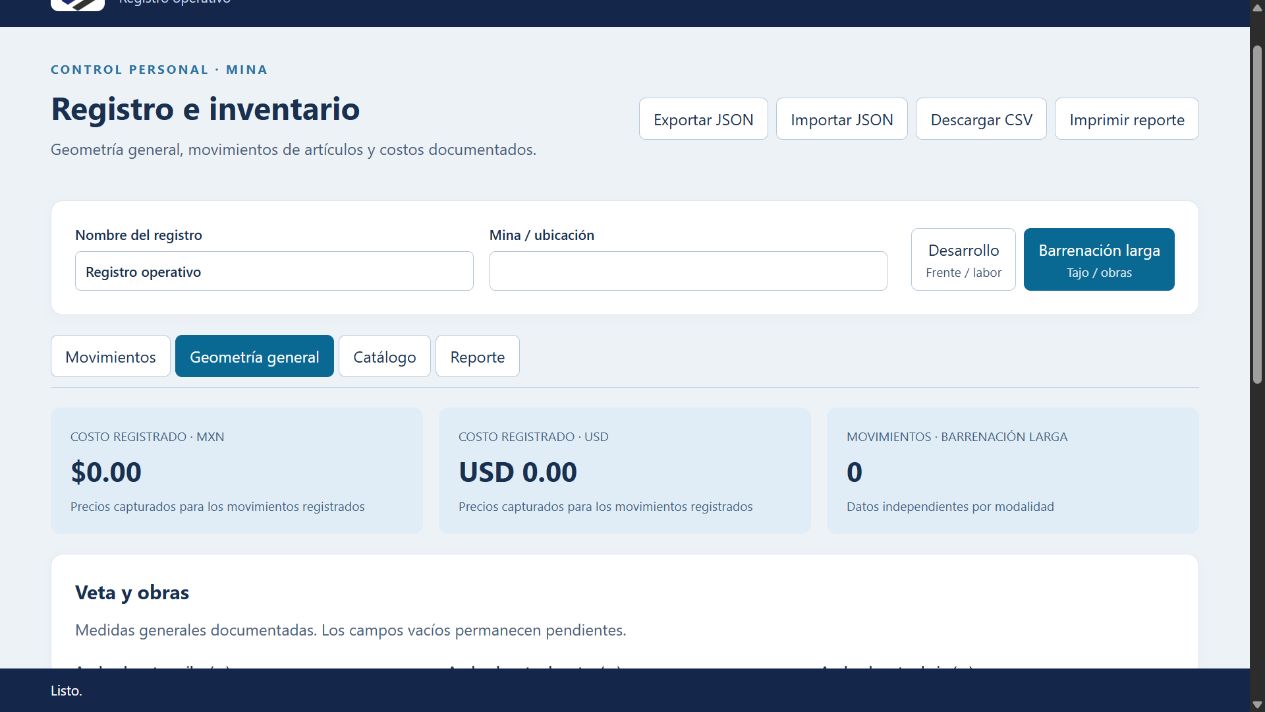 Registro operativo
CONTROL PERSONAL · MINA
Registro e inventario
Geometría general, movimientos de artículos y costos documentados.
Exportar JSON
Importar JSON
Descargar CSV
Imprimir reporte
Nombre del registro
Registro operativo
Mina / ubicación
Desarrollo
Frente / labor
Barrenación larga
Tajo / obras
Movimientos
Geometría general
Catálogo
Reporte
COSTO REGISTRADO · MXN
$0.00
Precios capturados para los movimientos registrados
COSTO REGISTRADO · USD
USD 0.00
Precios capturados para los movimientos registrados
MOVIMIENTOS · BARRENACIÓN LARGA
0
Datos independientes por modalidad
Veta y obras
Medidas generales documentadas. Los campos vacíos permanecen pendientes.
Listo.